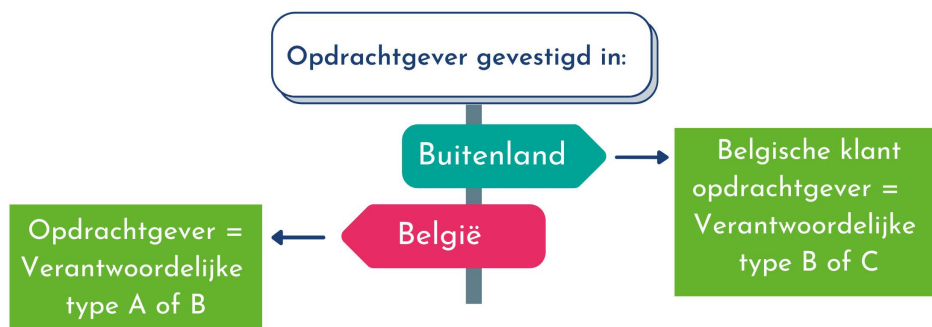 Opdrachtgever gevestigd in:
Buitenland
Belgische klant
opdrachtgever =
Verantwoordelijke
type B of C
België
Opdrachtgever =
Verantwoordelijke
type A of B